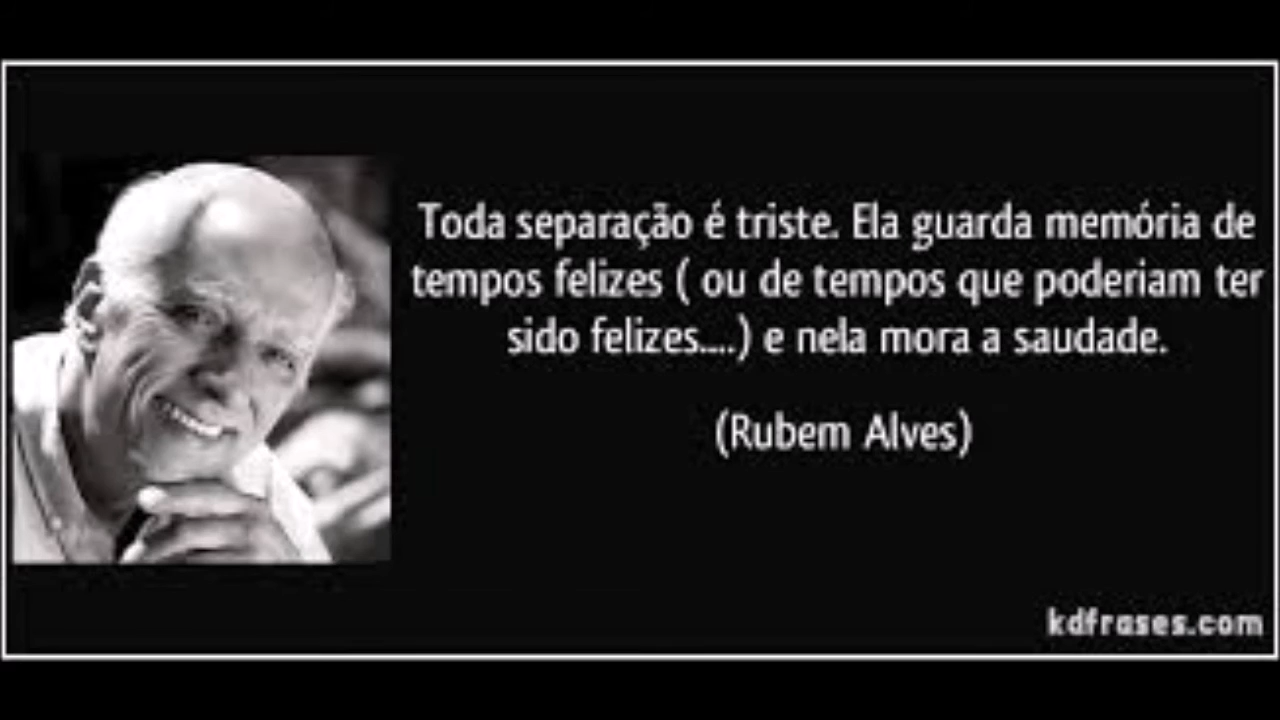 Toda separação é triste. Ela guarda memória de
tempos felizes ( ou de tempos que poderiam ter
sido felizes....) e nela mora a saudade.
(Rubem Alves)
kdfrases.com